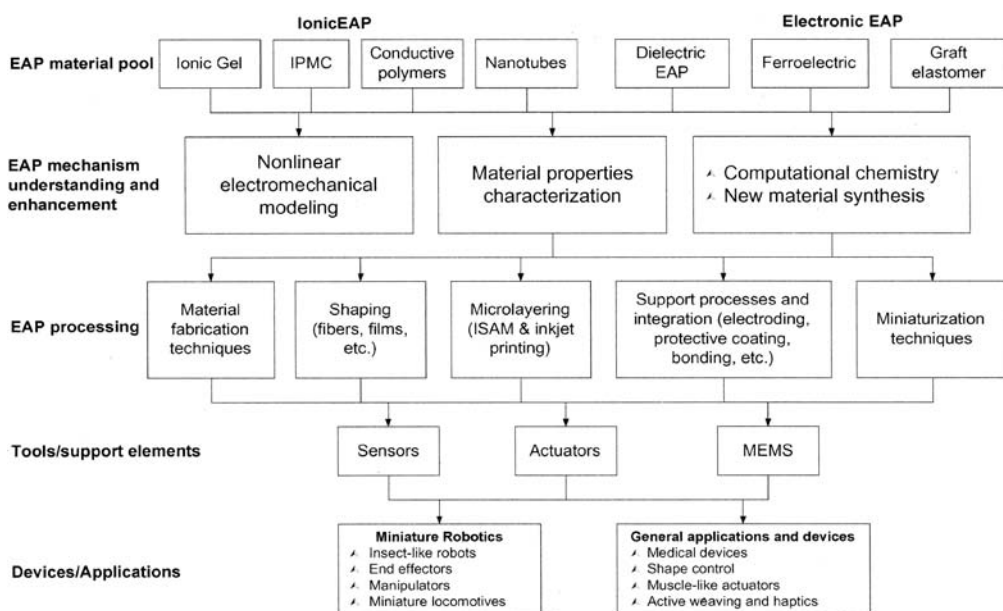 IonicEAP
Electronic EAP
EAP material pool
Ionic Gel
IPMC
Conductive
polymers
Nanotubes
Dielectric
EAP
Ferroelectric
Graft
elastomer
EAP mechanism
understanding and
enhancement
Nonlinear
electromechanical
modeling
Material properties
characterization
Computational chemistry
New material synthesis
EAP processing
Material
fabrication
techniques
Shaping
(fibers, films,
etc.)
Microlayering
(ISAM & inkjet
printing)
Support processes and
integration (electroding,
protective coating,
bonding, etc.)
Miniaturization
techniques
Tools/support elements
Sensors
Actuators
MEMS
Devices/Applications
Miniature Robotics
Insect-like robots
End effectors
Manipulators
Miniature locomotives
General applications and devices
Medical devices
Shape control
Muscle-like actuators
Active weaving and haptics